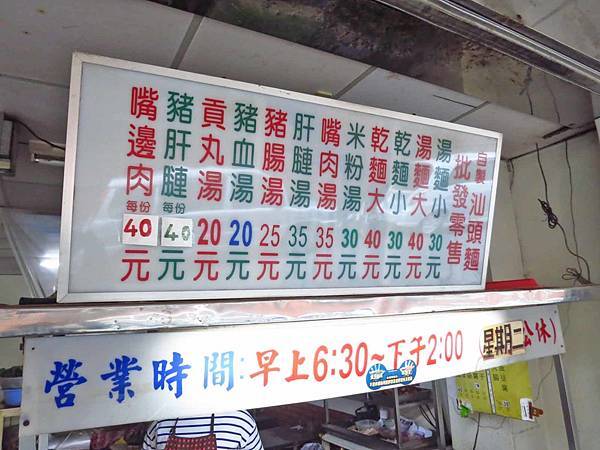 自製汕頭麵
批發零售
湯麵小 30元
湯麵大 40元
乾麵小 30元
乾麵大 40元
米粉湯 30元
嘴肉湯 35元
肝腱湯 35元
豬腸湯 25元
豬血湯 20元
貢丸湯 20元
豬肝腱 每份 40元
嘴邊肉 每份 40元
營業時間:早上6:30~下午2:00 星期二公休)